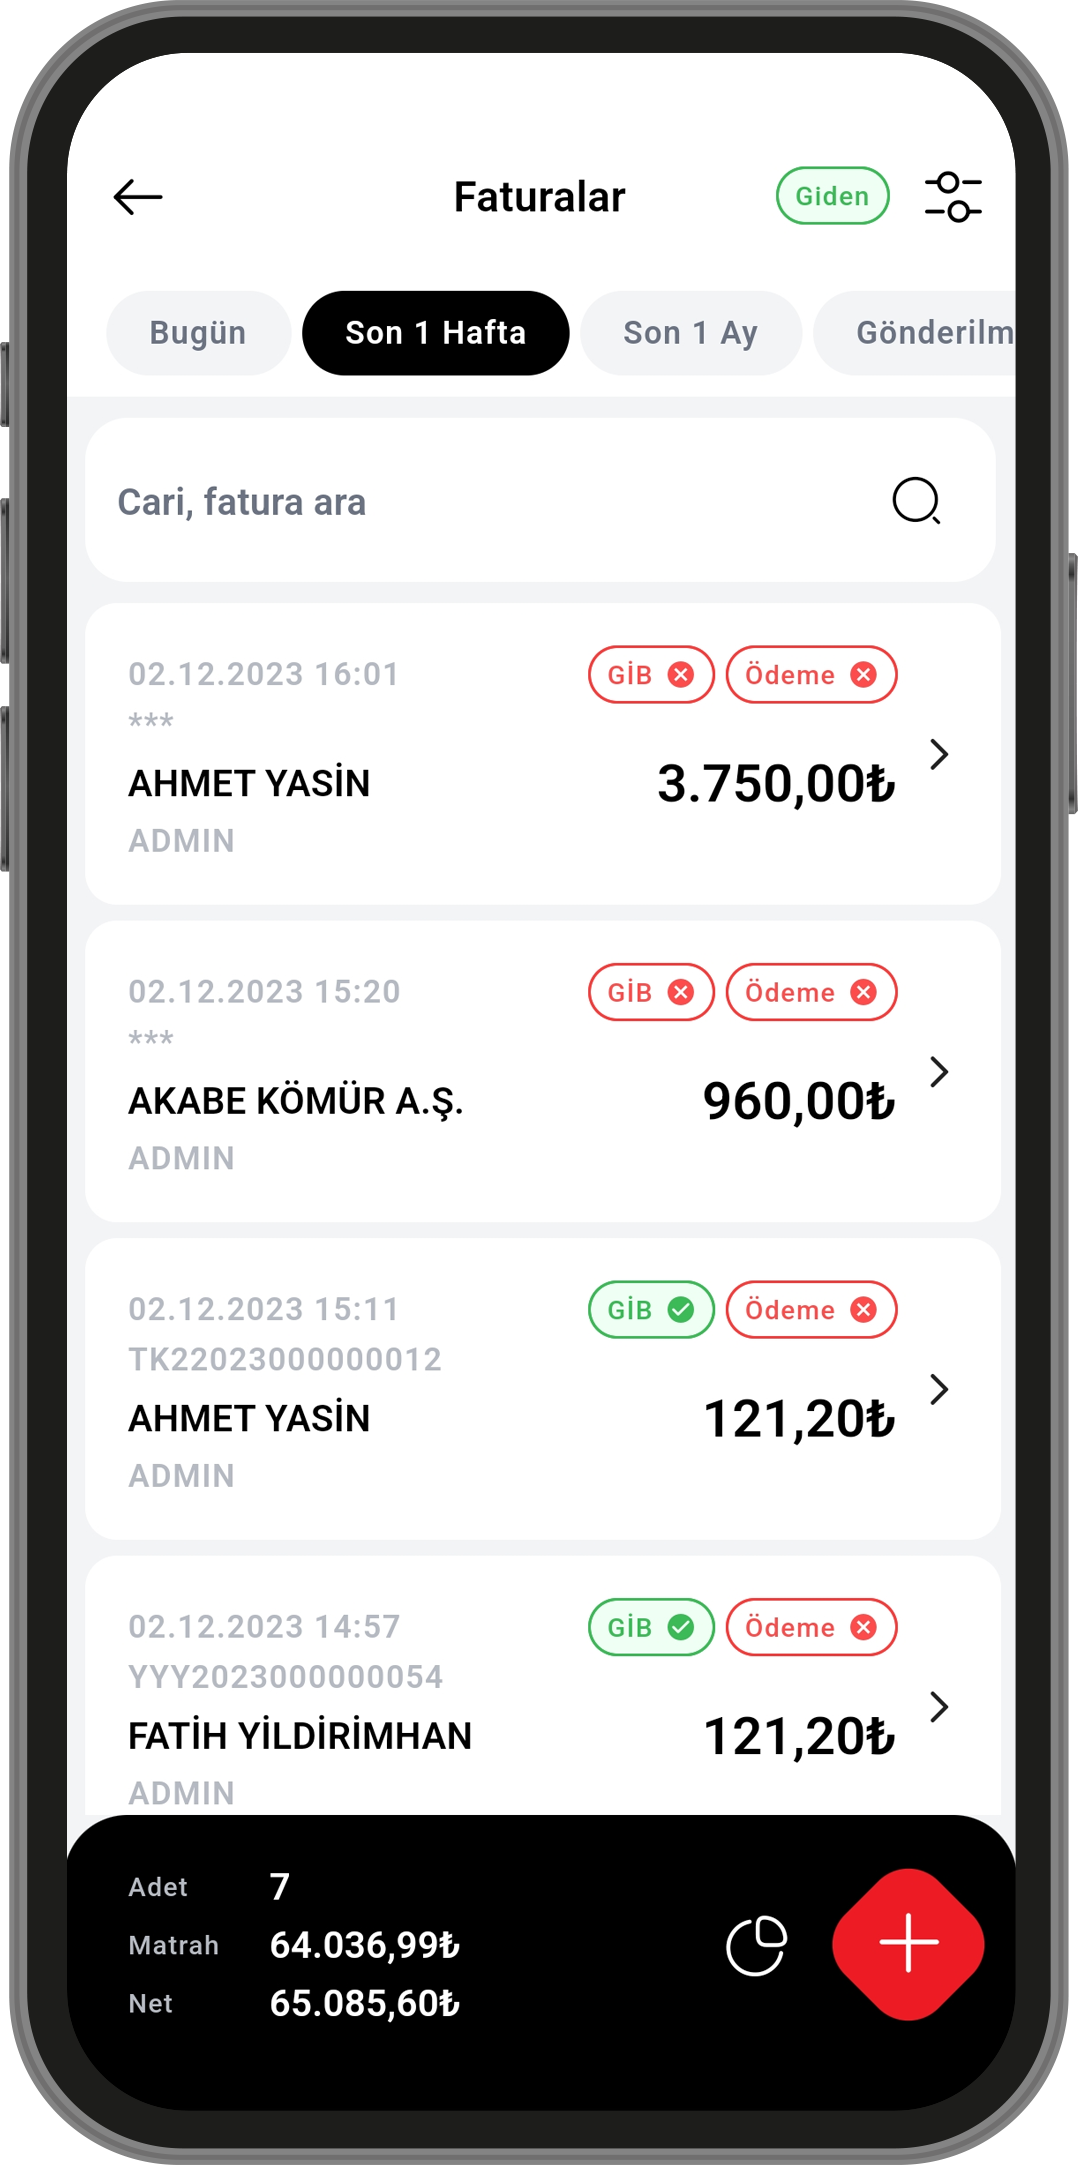 Faturalar
Giden
Bugün
Son 1 Hafta
Son 1 Ay
Gönderilm
Cari, fatura ara
02.12.2023 16:01
GİB
Ödeme
***
AHMET YASİN
3.750,00₺
ADMIN
02.12.2023 15:20
GİB
Ödeme
***
AKABE KÖMÜR A.Ş.
960,00₺
ADMIN
02.12.2023 15:11
GİB
Ödeme
TK22023000000012
AHMET YASİN
121,20₺
ADMIN
02.12.2023 14:57
GİB
Ödeme
YYY2023000000054
FATİH YİLDİRİMHAN
121,20₺
ADMIN
Adet 7
Matrah 64.036,99₺
Net 65.085,60₺